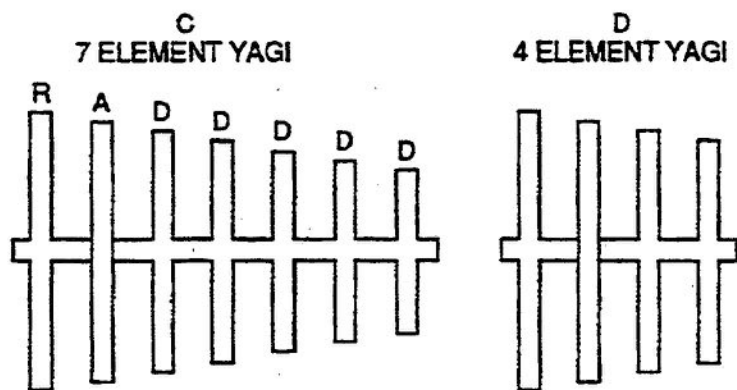 C
7 ELEMENT YAGI
R A D D D D D
D
4 ELEMENT YAGI